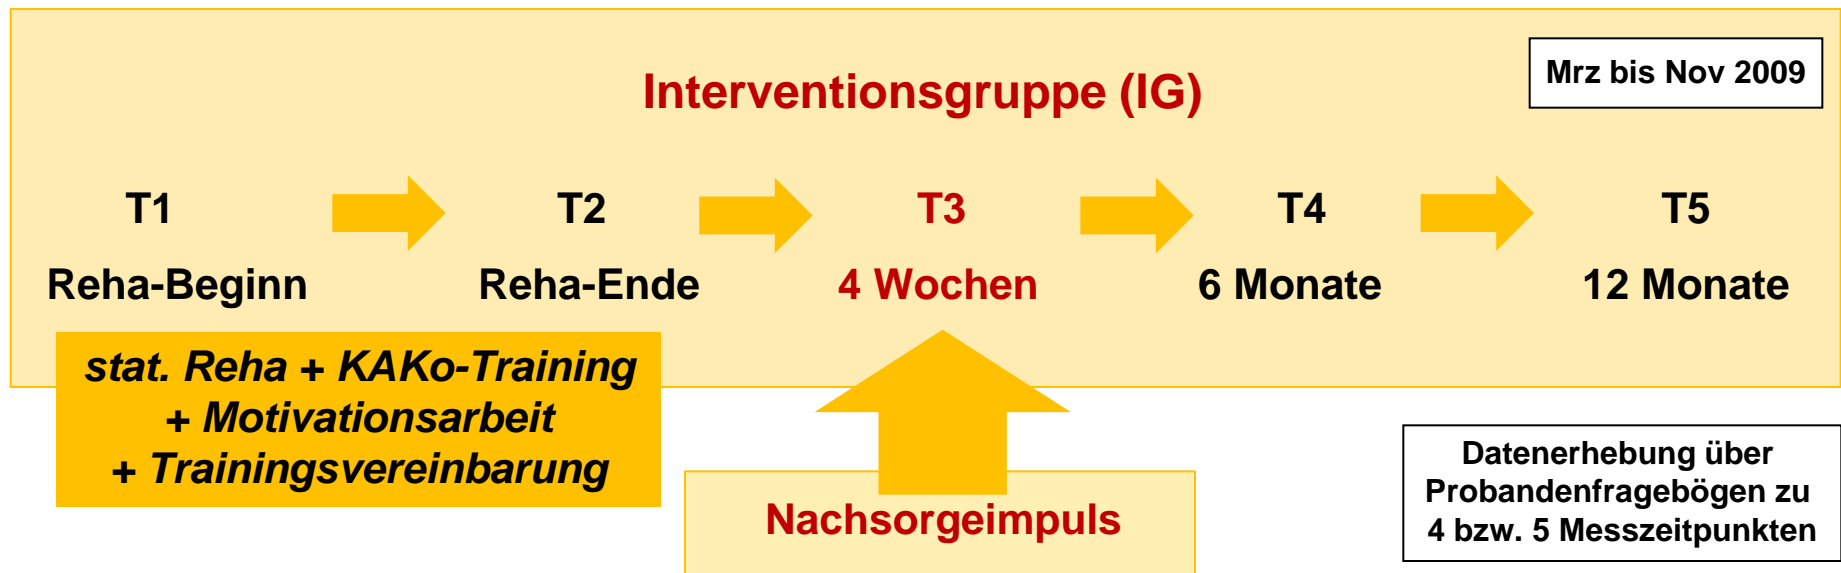 Interventionsgruppe (IG)
Mrz bis Nov 2009
T1
T2
T3
T4
T5
Reha-Beginn
Reha-Ende
4 Wochen
6 Monate
12 Monate
stat. Reha + KAKo-Training
+ Motivationsarbeit
+ Trainingsvereinbarung
Nachsorgeimpuls
Datenerhebung über
Probandenfragebögen zu
4 bzw. 5 Messzeitpunkten